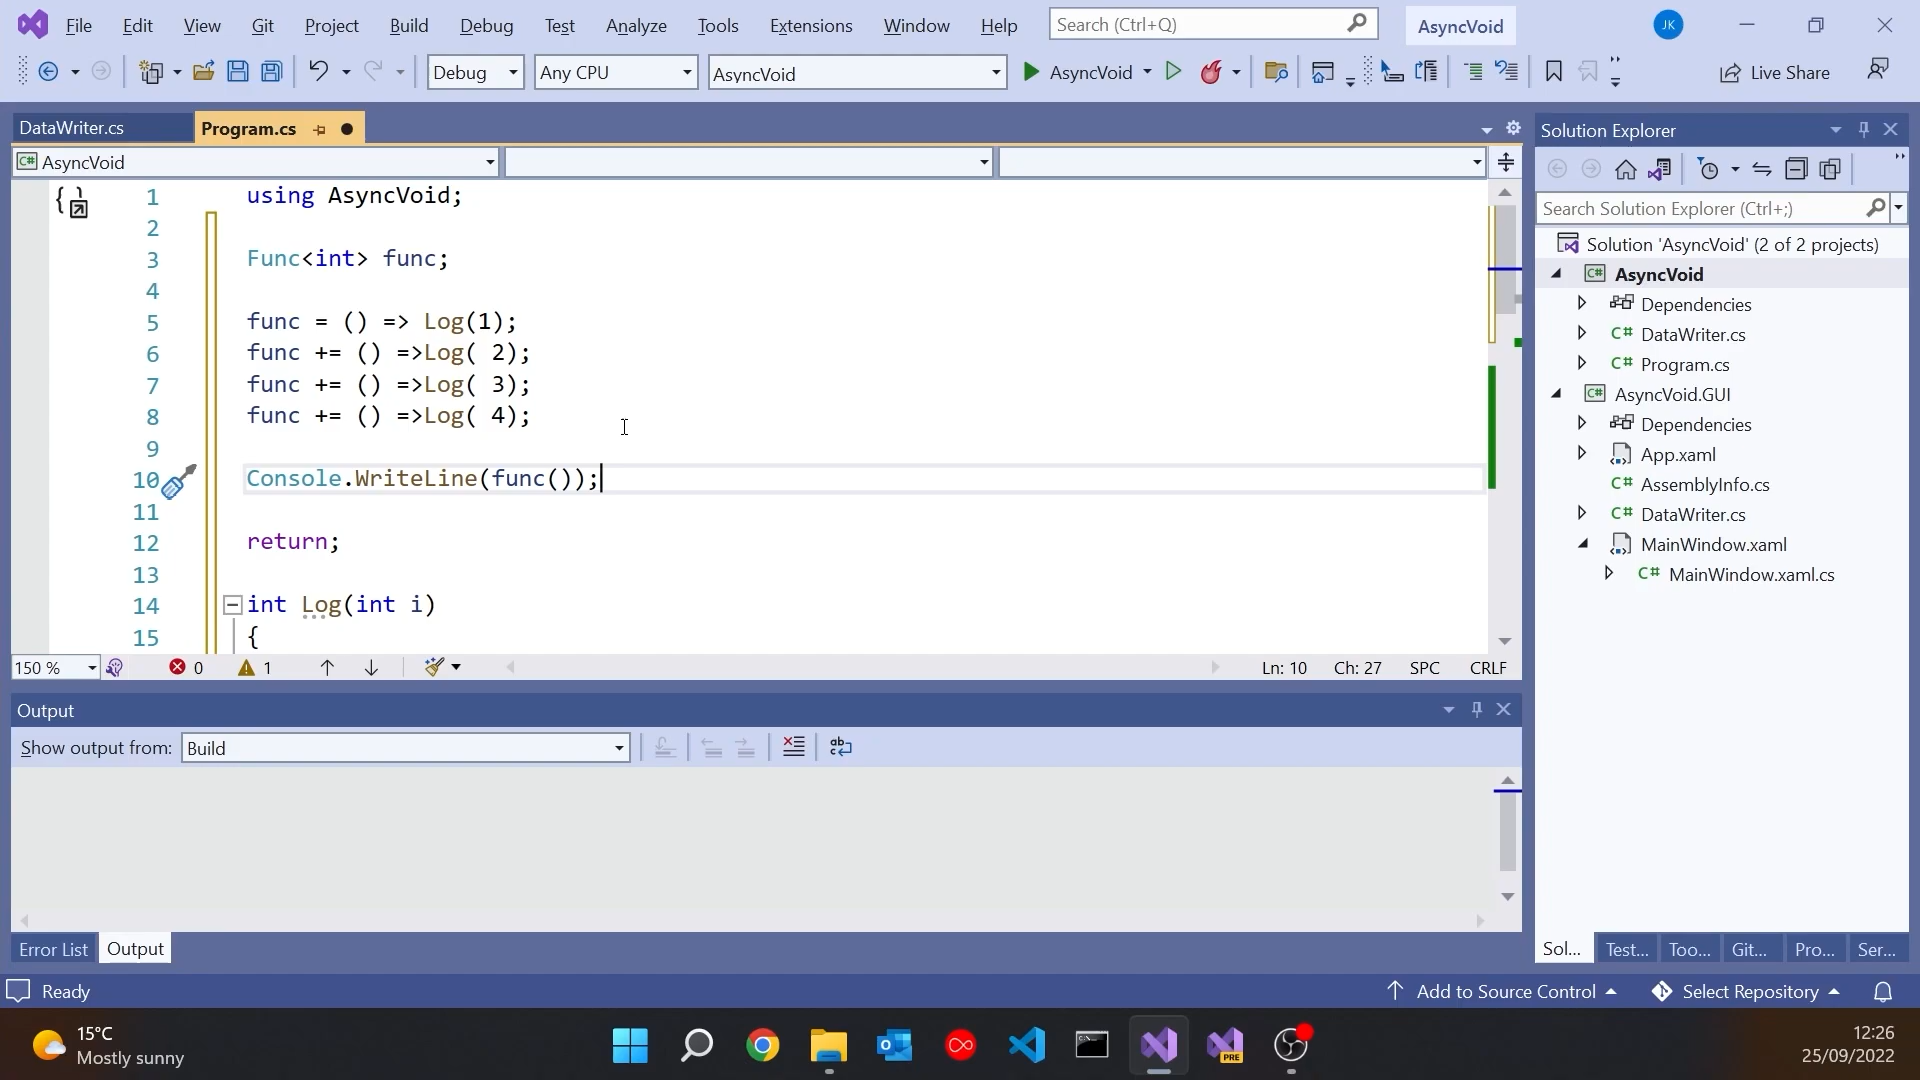 File Edit View Git Project Build Debug Test Analyze Tools Extensions Window Help Search (Ctrl+Q) AsyncVoid JK
Debug Any CPU AsyncVoid AsyncVoid Live Share
DataWriter.cs Program.cs
AsyncVoid
1 using AsyncVoid;
2
3 Func<int> func;
4
5 func = () => Log(1);
6 func += () =>Log( 2);
7 func += () =>Log( 3);
8 func += () =>Log( 4);
9
10 Console.WriteLine(func());
11
12 return;
13
14 int Log(int i)
15 {
150 % 0 1 Ln: 10 Ch: 27 SPC CRLF
Output
Show output from: Build
Error List Output
Solution Explorer
Search Solution Explorer (Ctrl+;)
Solution 'AsyncVoid' (2 of 2 projects)
C# AsyncVoid
Dependencies
C# DataWriter.cs
C# Program.cs
C# AsyncVoid.GUI
Dependencies
App.xaml
C# AssemblyInfo.cs
C# DataWriter.cs
MainWindow.xaml
C# MainWindow.xaml.cs
Sol... Test... Too... Git... Pro... Ser...
Ready Add to Source Control Select Repository
15°C
Mostly sunny
PRE
12:26
25/09/2022